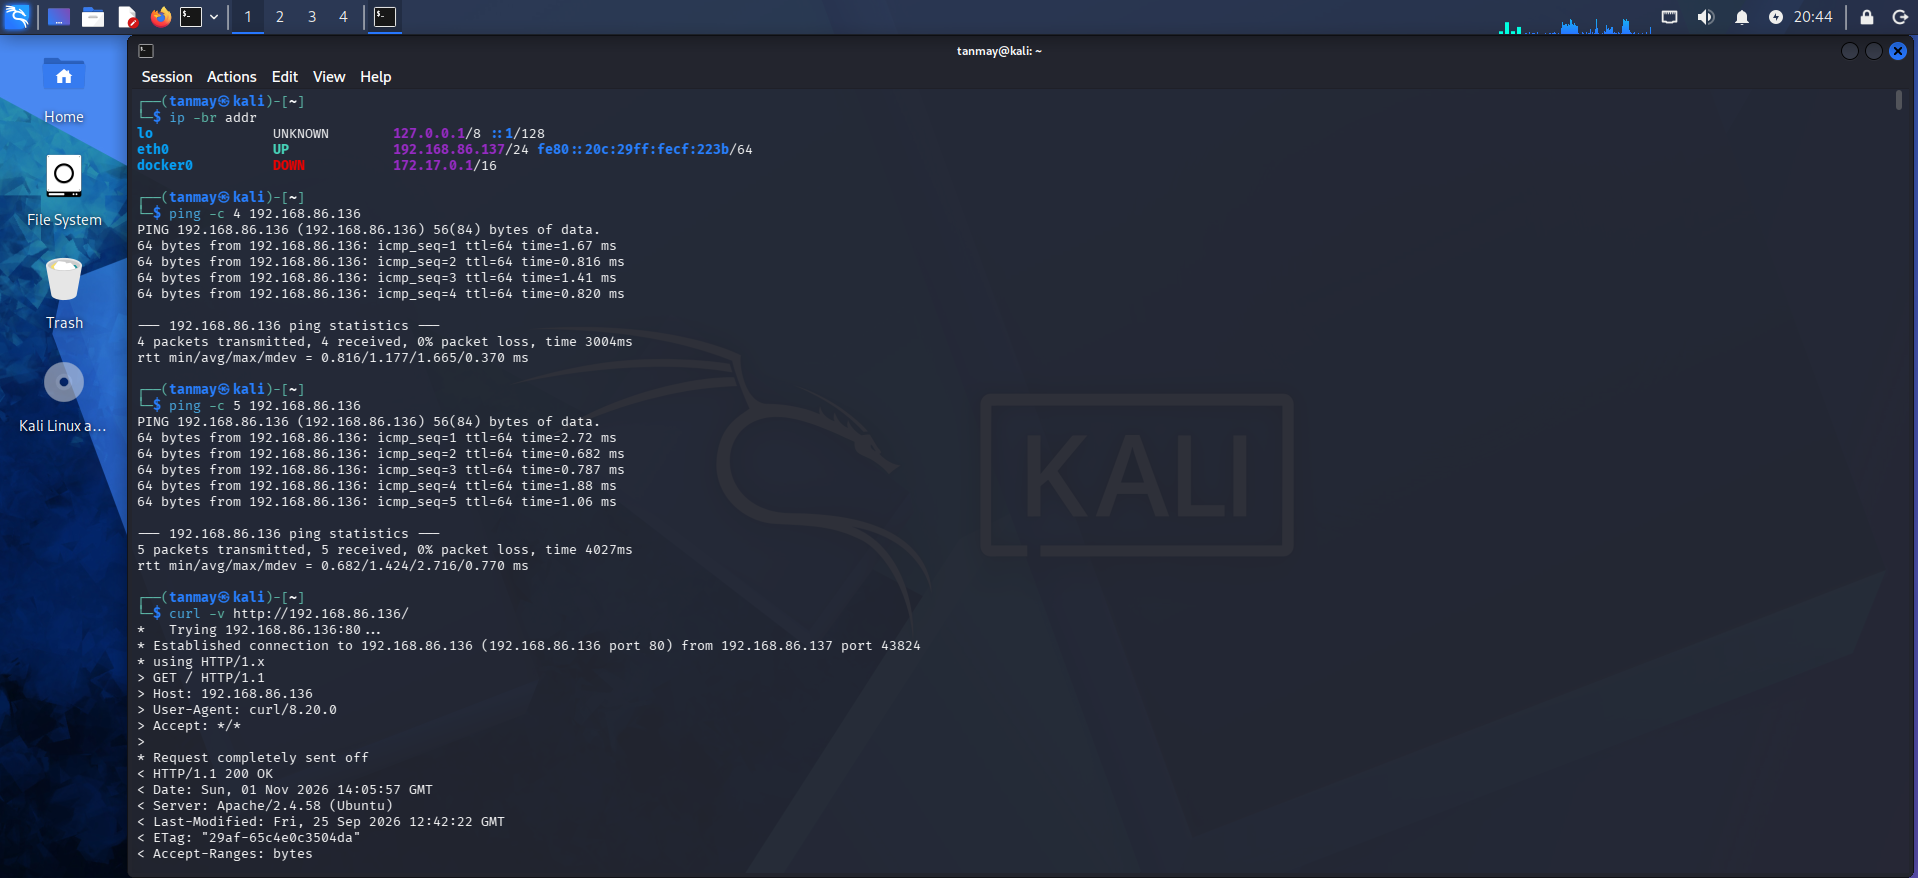 1 2 3 4
20:44
tanmay@kali: ~
Session Actions Edit View Help
Home
File System
Trash
Kali Linux a...
┌──(tanmay㉿kali)-[~]
└─$ ip -br addr
lo UNKNOWN 127.0.0.1/8 ::1/128
eth0 UP 192.168.86.137/24 fe80::20c:29ff:fecf:223b/64
docker0 DOWN 172.17.0.1/16
┌──(tanmay㉿kali)-[~]
└─$ ping -c 4 192.168.86.136
PING 192.168.86.136 (192.168.86.136) 56(84) bytes of data.
64 bytes from 192.168.86.136: icmp_seq=1 ttl=64 time=1.67 ms
64 bytes from 192.168.86.136: icmp_seq=2 ttl=64 time=0.816 ms
64 bytes from 192.168.86.136: icmp_seq=3 ttl=64 time=1.41 ms
64 bytes from 192.168.86.136: icmp_seq=4 ttl=64 time=0.820 ms
--- 192.168.86.136 ping statistics ---
4 packets transmitted, 4 received, 0% packet loss, time 3004ms
rtt min/avg/max/mdev = 0.816/1.177/1.665/0.370 ms
┌──(tanmay㉿kali)-[~]
└─$ ping -c 5 192.168.86.136
PING 192.168.86.136 (192.168.86.136) 56(84) bytes of data.
64 bytes from 192.168.86.136: icmp_seq=1 ttl=64 time=2.72 ms
64 bytes from 192.168.86.136: icmp_seq=2 ttl=64 time=0.682 ms
64 bytes from 192.168.86.136: icmp_seq=3 ttl=64 time=0.787 ms
64 bytes from 192.168.86.136: icmp_seq=4 ttl=64 time=1.88 ms
64 bytes from 192.168.86.136: icmp_seq=5 ttl=64 time=1.06 ms
--- 192.168.86.136 ping statistics ---
5 packets transmitted, 5 received, 0% packet loss, time 4027ms
rtt min/avg/max/mdev = 0.682/1.424/2.716/0.770 ms
┌──(tanmay㉿kali)-[~]
└─$ curl -v http://192.168.86.136/
*   Trying 192.168.86.136:80...
* Established connection to 192.168.86.136 (192.168.86.136 port 80) from 192.168.86.137 port 43824
* using HTTP/1.x
> GET / HTTP/1.1
> Host: 192.168.86.136
> User-Agent: curl/8.20.0
> Accept: */*
>
* Request completely sent off
< HTTP/1.1 200 OK
< Date: Sun, 01 Nov 2026 14:05:57 GMT
< Server: Apache/2.4.58 (Ubuntu)
< Last-Modified: Fri, 25 Sep 2026 12:42:22 GMT
< ETag: "29af-65c4e0c3504da"
< Accept-Ranges: bytes
KALI